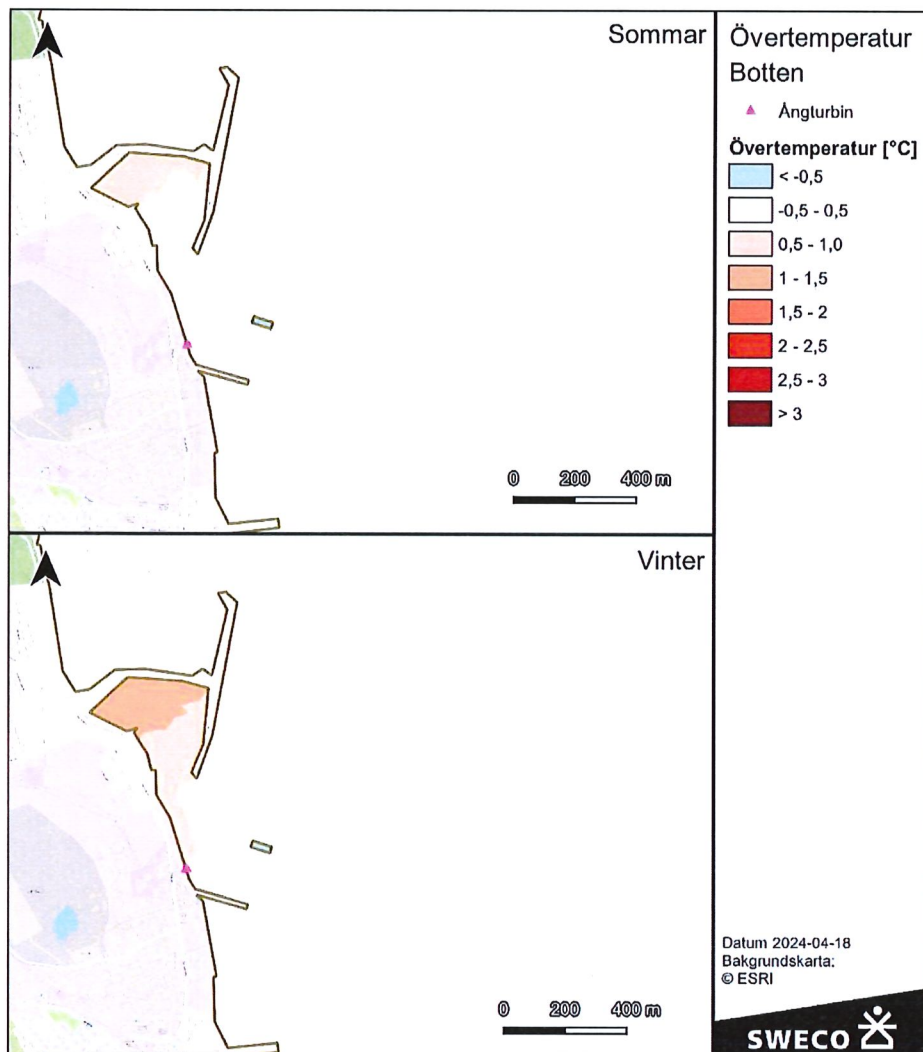 Sommar
0 200 400 m
Vinter
0 200 400 m
Övertemperatur
Botten
Ångturbin
Övertemperatur [°C]
< -0,5
-0,5 - 0,5
0,5 - 1,0
1 - 1,5
1,5 - 2
2 - 2,5
2,5 - 3
> 3
Datum 2024-04-18
Bakgrundskarta:
© ESRI
SWECO